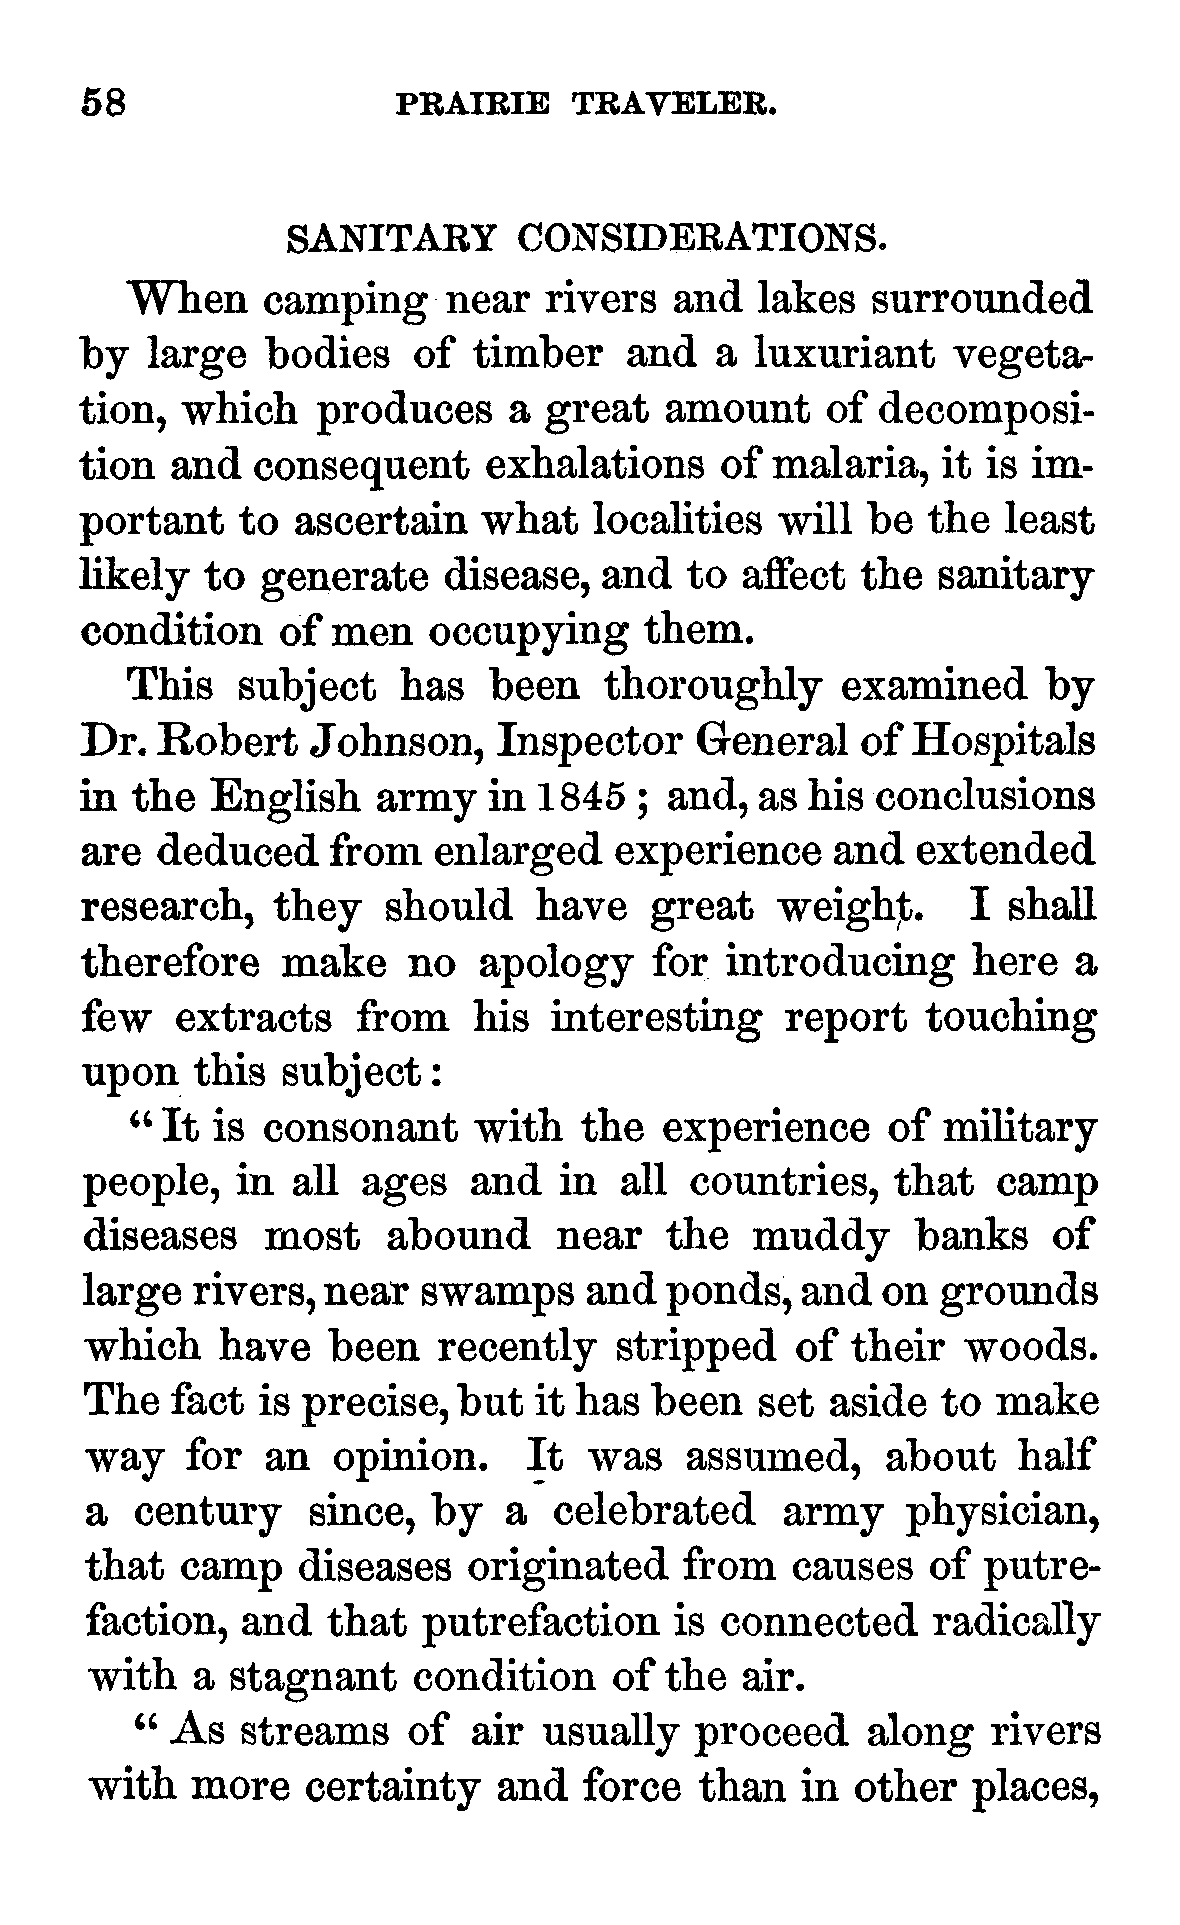 58 PRAIRIE TRAVELER.
SANITARY CONSIDERATIONS.
When camping near rivers and lakes surrounded
by large bodies of timber and a luxuriant vegeta-
tion, which produces a great amount of decomposi-
tion and consequent exhalations of malaria, it is im-
portant to ascertain what localities will be the least
likely to generate disease, and to affect the sanitary
condition of men occupying them.
This subject has been thoroughly examined by
Dr. Robert Johnson, Inspector General of Hospitals
in the English army in 1845; and, as his conclusions
are deduced from enlarged experience and extended
research, they should have great weight. I shall
therefore make no apology for introducing here a
few extracts from his interesting report touching
upon this subject:
“It is consonant with the experience of military
people, in all ages and in all countries, that camp
diseases most abound near the muddy banks of
large rivers, near swamps and ponds, and on grounds
which have been recently stripped of their woods.
The fact is precise, but it has been set aside to make
way for an opinion. It was assumed, about half
a century since, by a celebrated army physician,
that camp diseases originated from causes of putre-
faction, and that putrefaction is connected radically
with a stagnant condition of the air.
“As streams of air usually proceed along rivers
with more certainty and force than in other places,